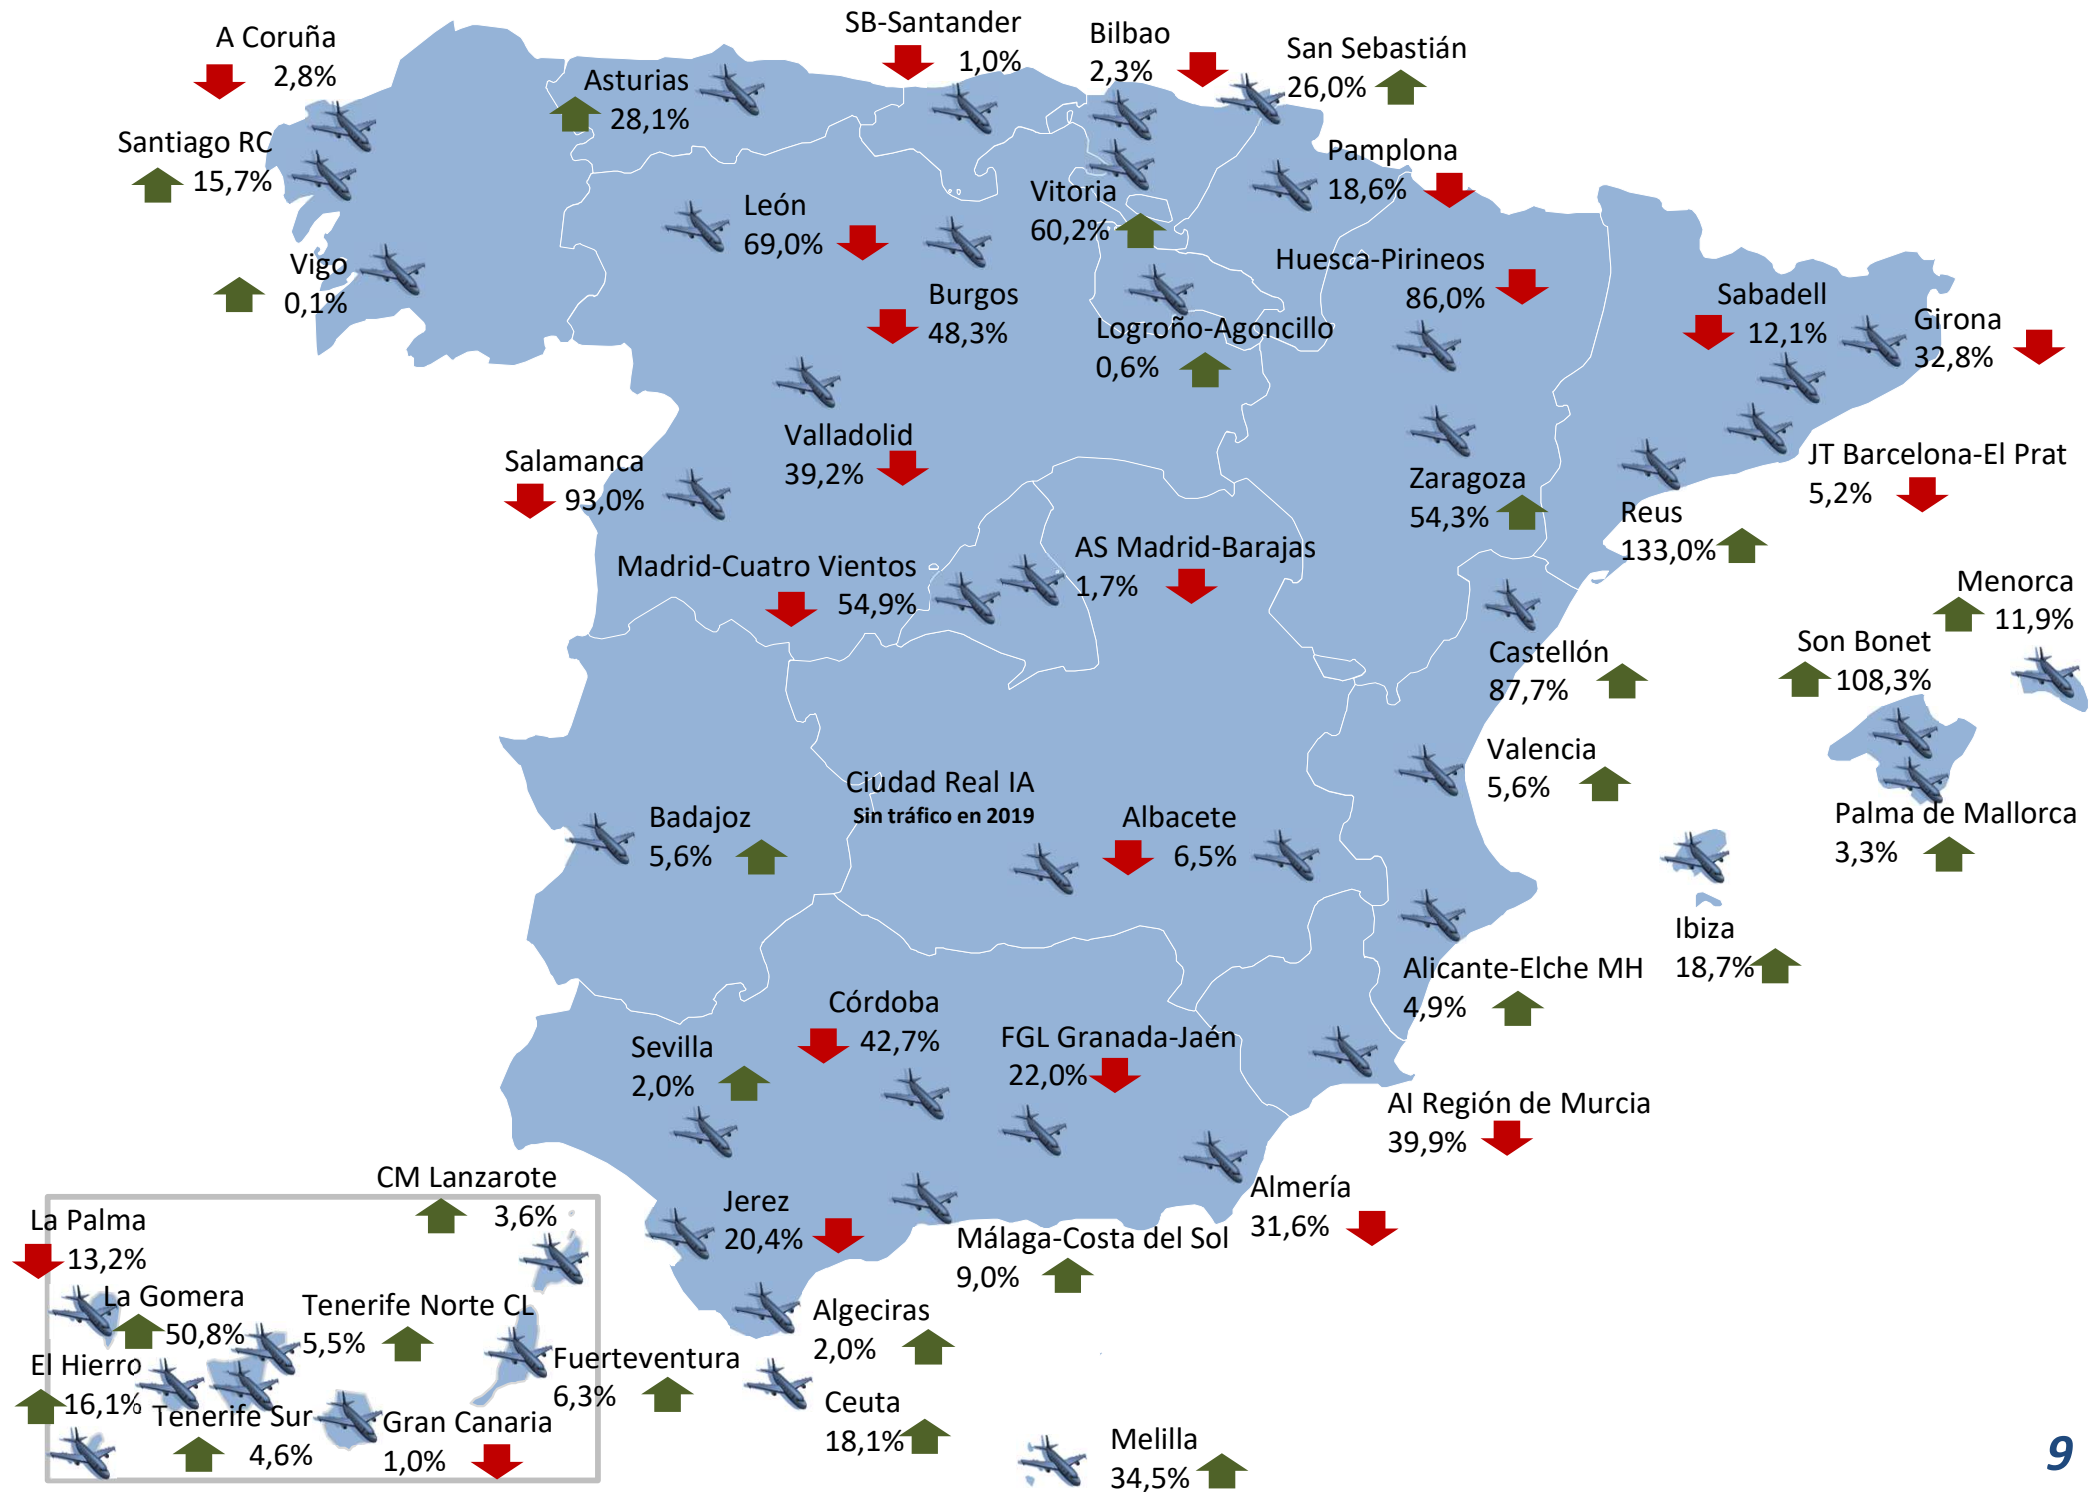 A Coruña
2,8%
SB-Santander
1,0%
Bilbao
2,3%
San Sebastián
26,0%
Asturias
28,1%
Santiago RC
15,7%
Pamplona
18,6%
León
69,0%
Vitoria
60,2%
Vigo
0,1%
Burgos
48,3%
Huesca-Pirineos
86,0%
Sabadell
12,1%
Girona
32,8%
Logroño-Agoncillo
0,6%
Valladolid
39,2%
Salamanca
93,0%
Zaragoza
54,3%
JT Barcelona-El Prat
5,2%
Reus
133,0%
AS Madrid-Barajas
1,7%
Madrid-Cuatro Vientos
54,9%
Menorca
11,9%
Son Bonet
108,3%
Castellón
87,7%
Valencia
5,6%
Ciudad Real IA
Sin tráfico en 2019
Badajoz
5,6%
Albacete
6,5%
Palma de Mallorca
3,3%
Ibiza
18,7%
Alicante-Elche MH
4,9%
Córdoba
42,7%
Sevilla
2,0%
FGL Granada-Jaén
22,0%
AI Región de Murcia
39,9%
CM Lanzarote
3,6%
Jerez
20,4%
Almería
31,6%
Málaga-Costa del Sol
9,0%
La Palma
13,2%
La Gomera
50,8%
Tenerife Norte CL
5,5%
Algeciras
2,0%
El Hierro
16,1%
Fuerteventura
6,3%
Tenerife Sur
4,6%
Gran Canaria
1,0%
Ceuta
18,1%
Melilla
34,5%
9